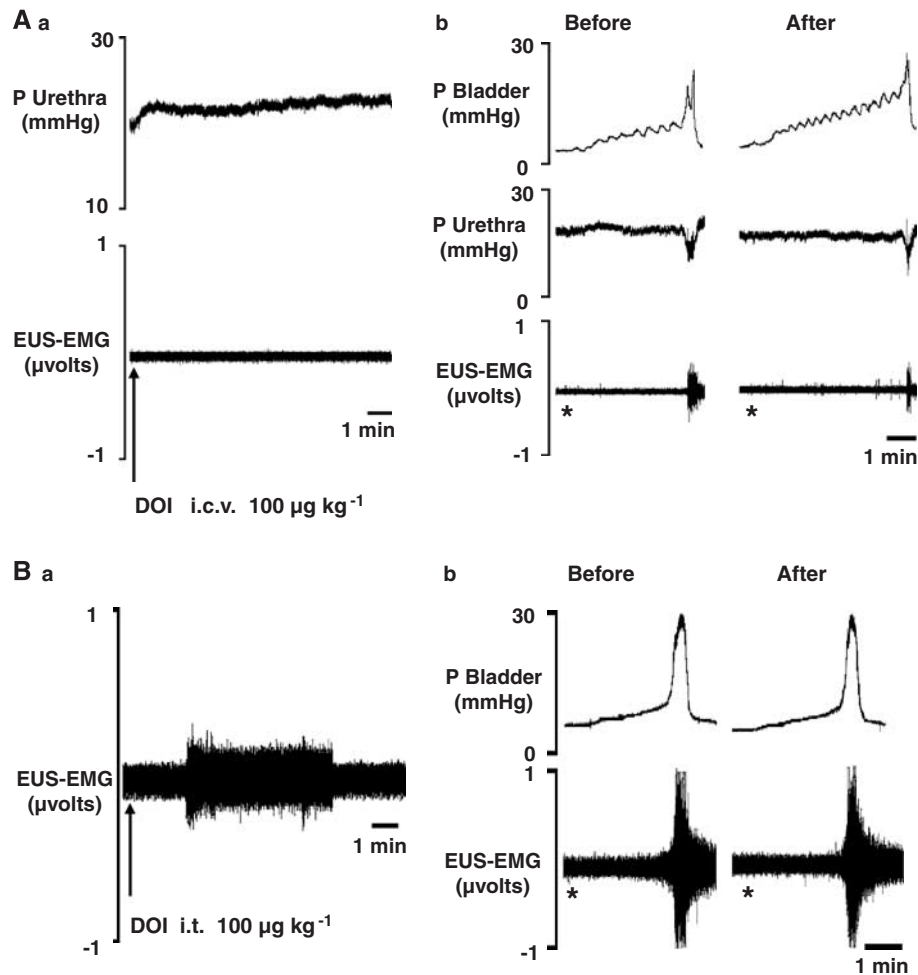 A a
30
P Urethra
(mmHg)
10
1
EUS-EMG
(µvolts)
-1
1 min
DOI i.c.v. 100 µg kg-1
b
Before
After
30
P Bladder
(mmHg)
0
30
P Urethra
(mmHg)
0
1
EUS-EMG
(µvolts)
-1
*
*
1 min
B a
1
EUS-EMG
(µvolts)
-1
1 min
DOI i.t. 100 µg kg-1
b
Before
After
30
P Bladder
(mmHg)
0
1
EUS-EMG
(µvolts)
-1
*
*
1 min